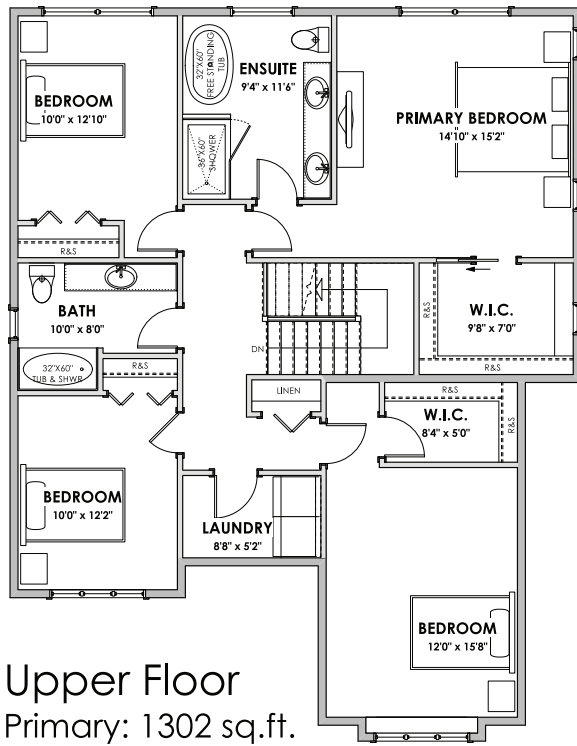 BEDROOM
10'0" x 12'10"
R&S
32"X60"
FREE STANDING
TUB
ENSUITE
9'4" x 11'6"
36"X60"
SHOWER
PRIMARY BEDROOM
14'10" x 15'2"
BATH
10'0" x 8'0"
32"X60"
TUB & SHWR
R&S
DN
LINEN
R&S
W.I.C.
9'8" x 7'0"
R&S
R&S
W.I.C.
8'4" x 5'0"
R&S
BEDROOM
10'0" x 12'2"
LAUNDRY
8'8" x 5'2"
BEDROOM
12'0" x 15'8"
Upper Floor
Primary: 1302 sq.ft.